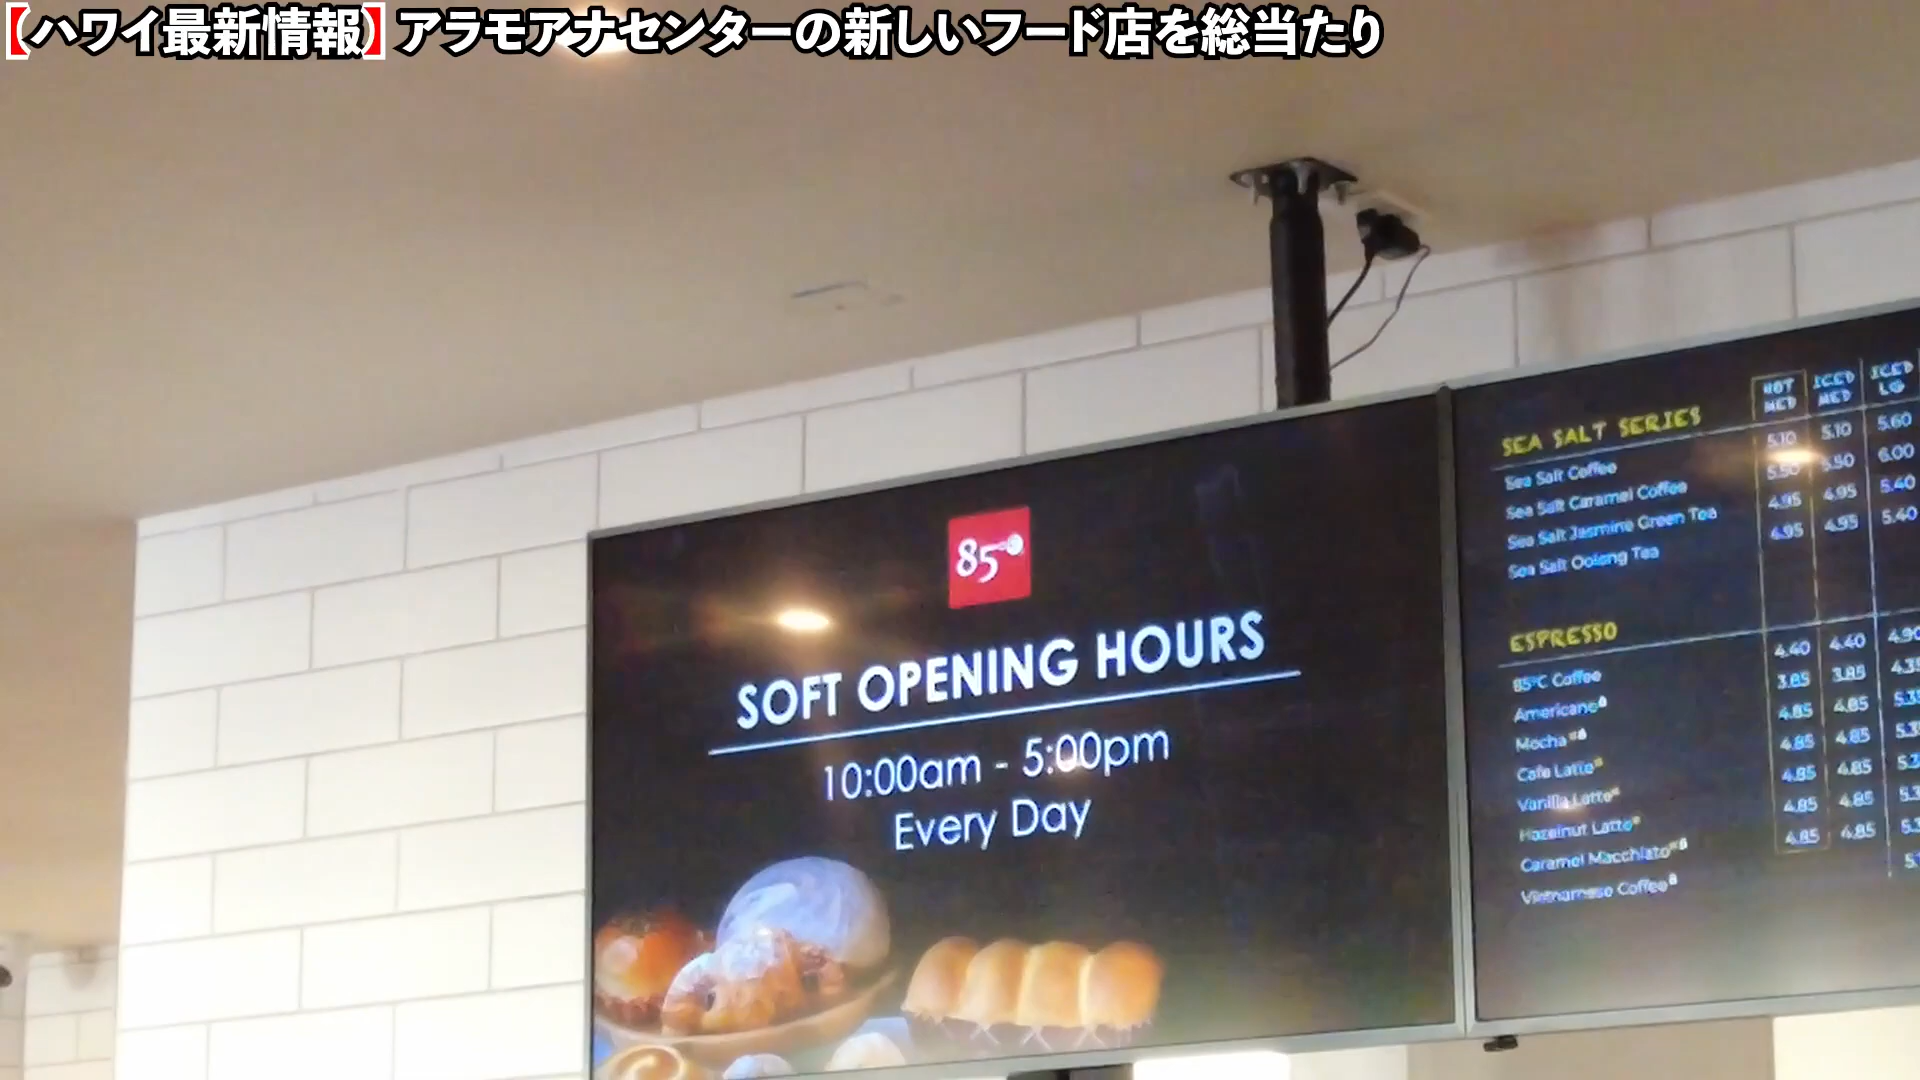 【ハワイ最新情報】アラモアナセンターの新しいフード店を総当たり
85°C
SOFT OPENING HOURS
10:00am - 5:00pm
Every Day
HOT MED ICED MED ICED LG
SEA SALT SERIES
Sea Salt Coffee 5.10 5.10 5.60
Sea Salt Caramel Coffee 5.50 5.50 6.00
Sea Salt Jasmine Green Tea 4.95 4.95 5.40
Sea Salt Oolong Tea 4.95 4.95 5.40
ESPRESSO
85°C Coffee 4.40 4.40 4.90
Americano 3.85 3.85 4.35
Mocha 4.85 4.85
Cafe Latte 4.85 4.85
Vanilla Latte 4.85 4.85
Hazelnut Latte 4.85 4.85
Caramel Macchiato 4.85 4.85
Vietnamese Coffee